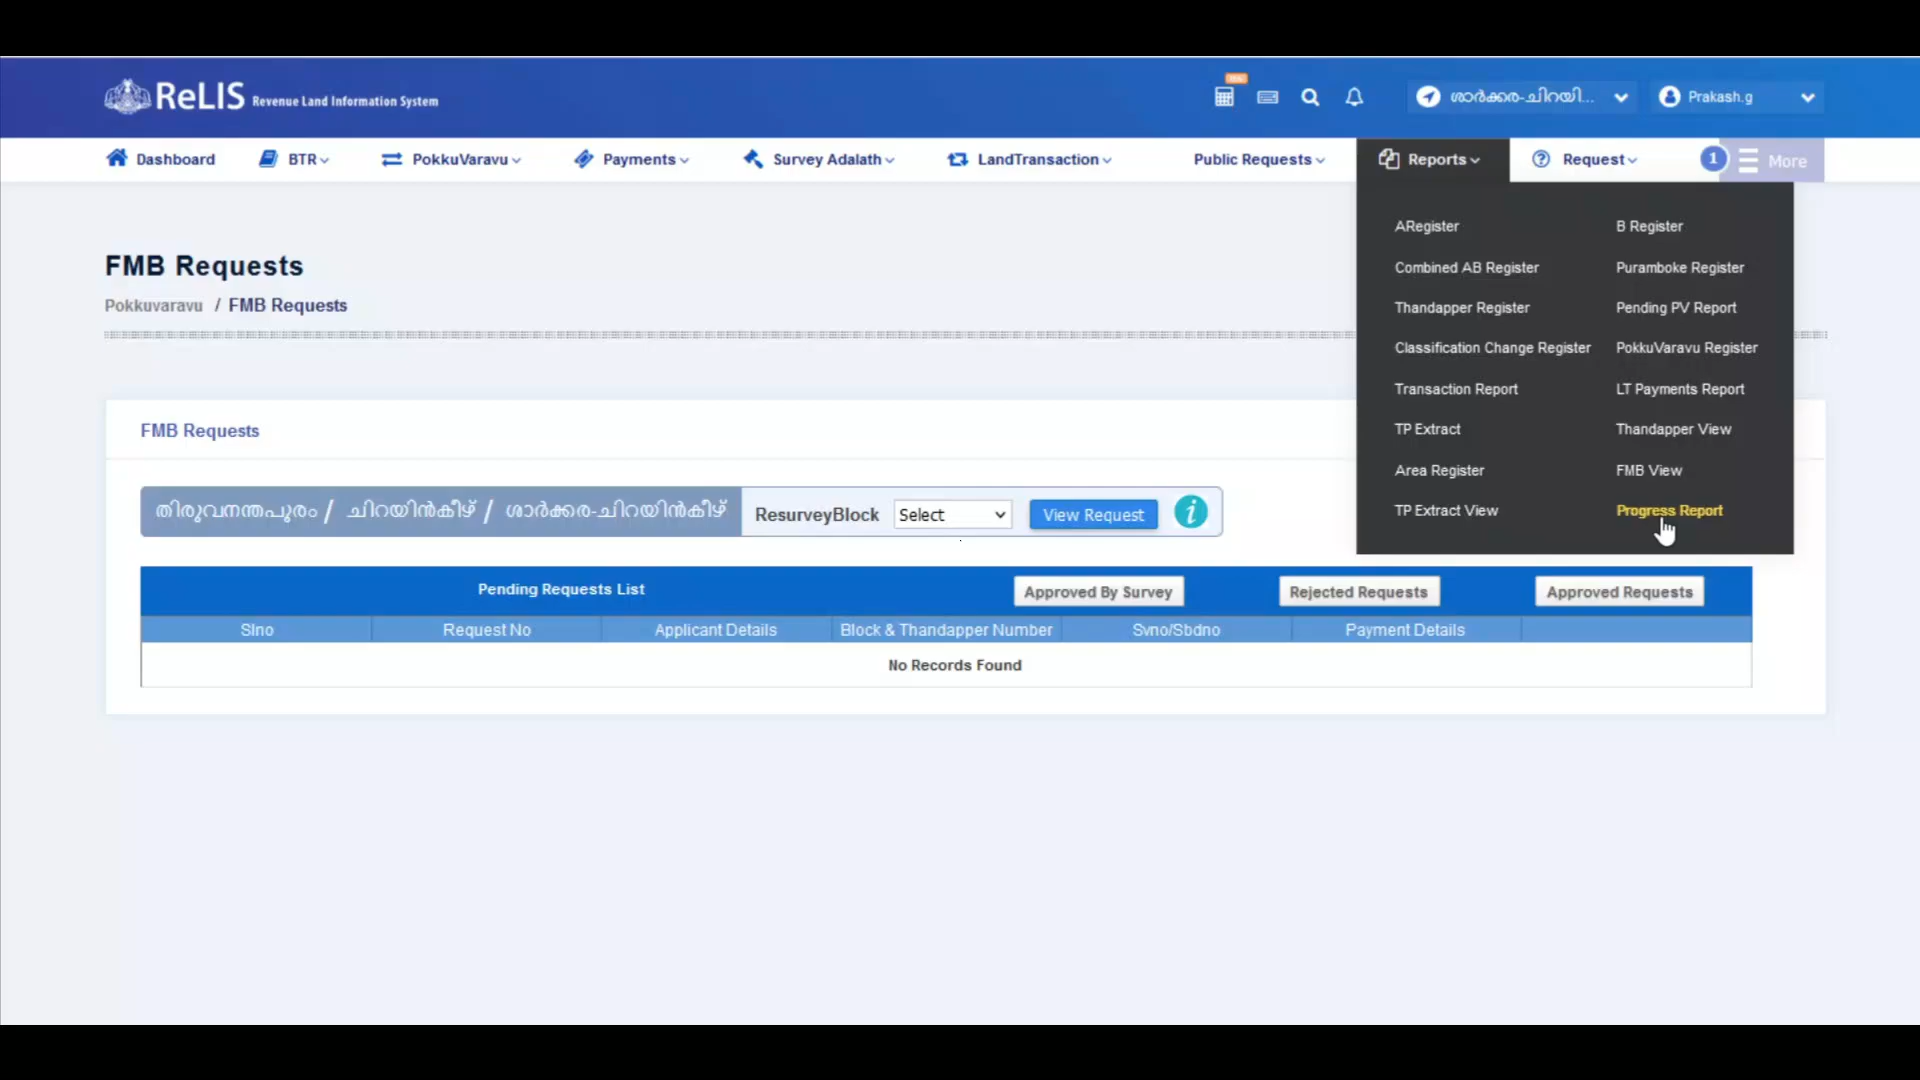 ReLIS Revenue Land Information System
ശാർക്കര-ചിറയി... Prakash.g
Dashboard BTR PokkuVaravu Payments Survey Adalath LandTransaction Public Requests Reports Request 1 More
ARegister B Register
Combined AB Register Puramboke Register
Thandapper Register Pending PV Report
Classification Change Register PokkuVaravu Register
Transaction Report LT Payments Report
TP Extract Thandapper View
Area Register FMB View
TP Extract View Progress Report
FMB Requests
Pokkuvaravu / FMB Requests
FMB Requests
തിരുവനന്തപുരം / ചിറയിൻകീഴ് / ശാർക്കര-ചിറയിൻകീഴ് ResurveyBlock Select View Request i
Pending Requests List Approved By Survey Rejected Requests Approved Requests
Slno Request No Applicant Details Block & Thandapper Number Svno/Sbdno Payment Details
No Records Found